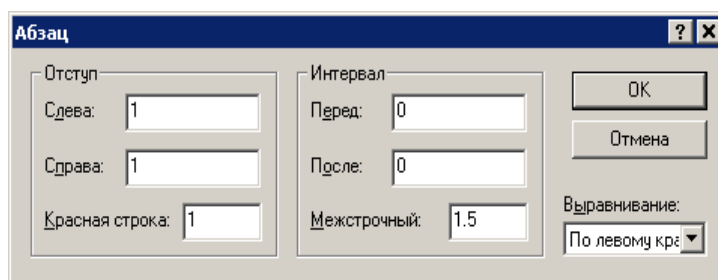 Абзац
Отступ
Слева: 1
Справа: 1
Красная строка: 1
Интервал
Перед: 0
После: 0
Межстрочный: 1.5
OK
Отмена
Выравнивание:
По левому кра